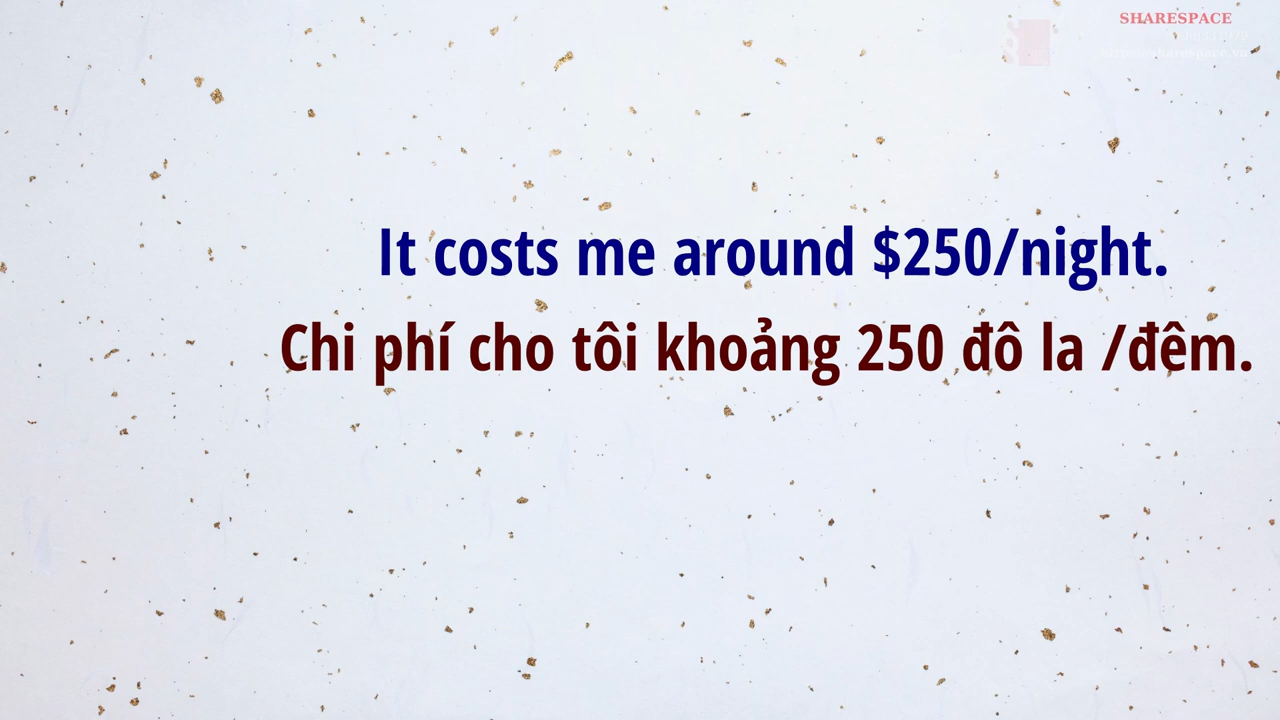 SHARESPACE
It costs me around $250/night.
Chi phí cho tôi khoảng 250 đô la /đêm.